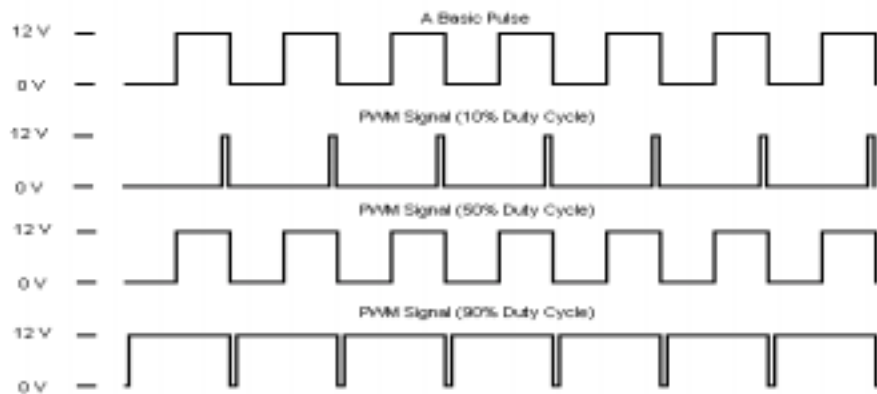 A Basic Pulse
12 V
0 V
PWM Signal (10% Duty Cycle)
12 V
0 V
PWM Signal (50% Duty Cycle)
12 V
0 V
PWM Signal (90% Duty Cycle)
12 V
0 V